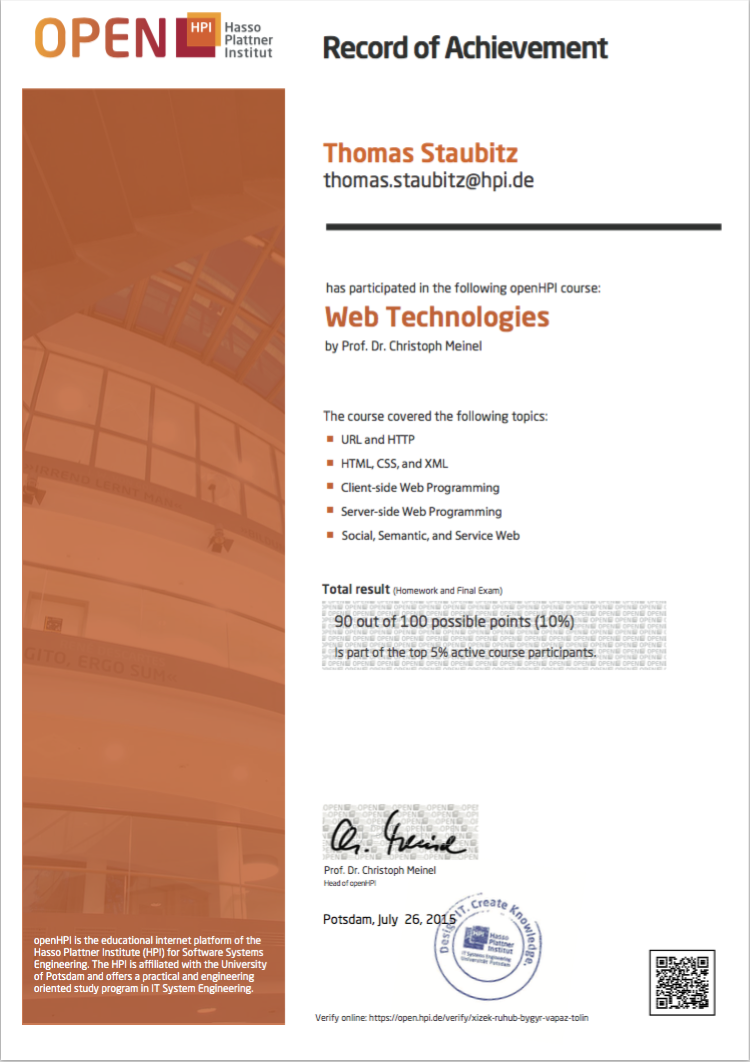 OPEN HPI Hasso
Plattner
Institut
Record of Achievement
Thomas Staubitz
thomas.staubitz@hpi.de
has participated in the following openHPI course:
Web Technologies
by Prof. Dr. Christoph Meinel
The course covered the following topics:
URL and HTTP
HTML, CSS, and XML
Client-side Web Programming
Server-side Web Programming
Social, Semantic, and Service Web
Total result (Homework and Final Exam)
90 out of 100 possible points (10%)
Is part of the top 5% active course participants.
GITO, ERGO SUM
Prof. Dr. Christoph Meinel
Head of openHPI
Potsdam, July 26, 2015
Design IT. Create Knowledge.
HPI Hasso
Plattner
Institut
IT Systems Engineering
Universität Potsdam
openHPI is the educational internet platform of the
Hasso Plattner Institute (HPI) for Software Systems
Engineering. The HPI is affiliated with the University
of Potsdam and offers a practical and engineering
oriented study program in IT System Engineering.
Verify online: https://open.hpi.de/verify/xizek-ruhub-bygyr-vapaz-tolin